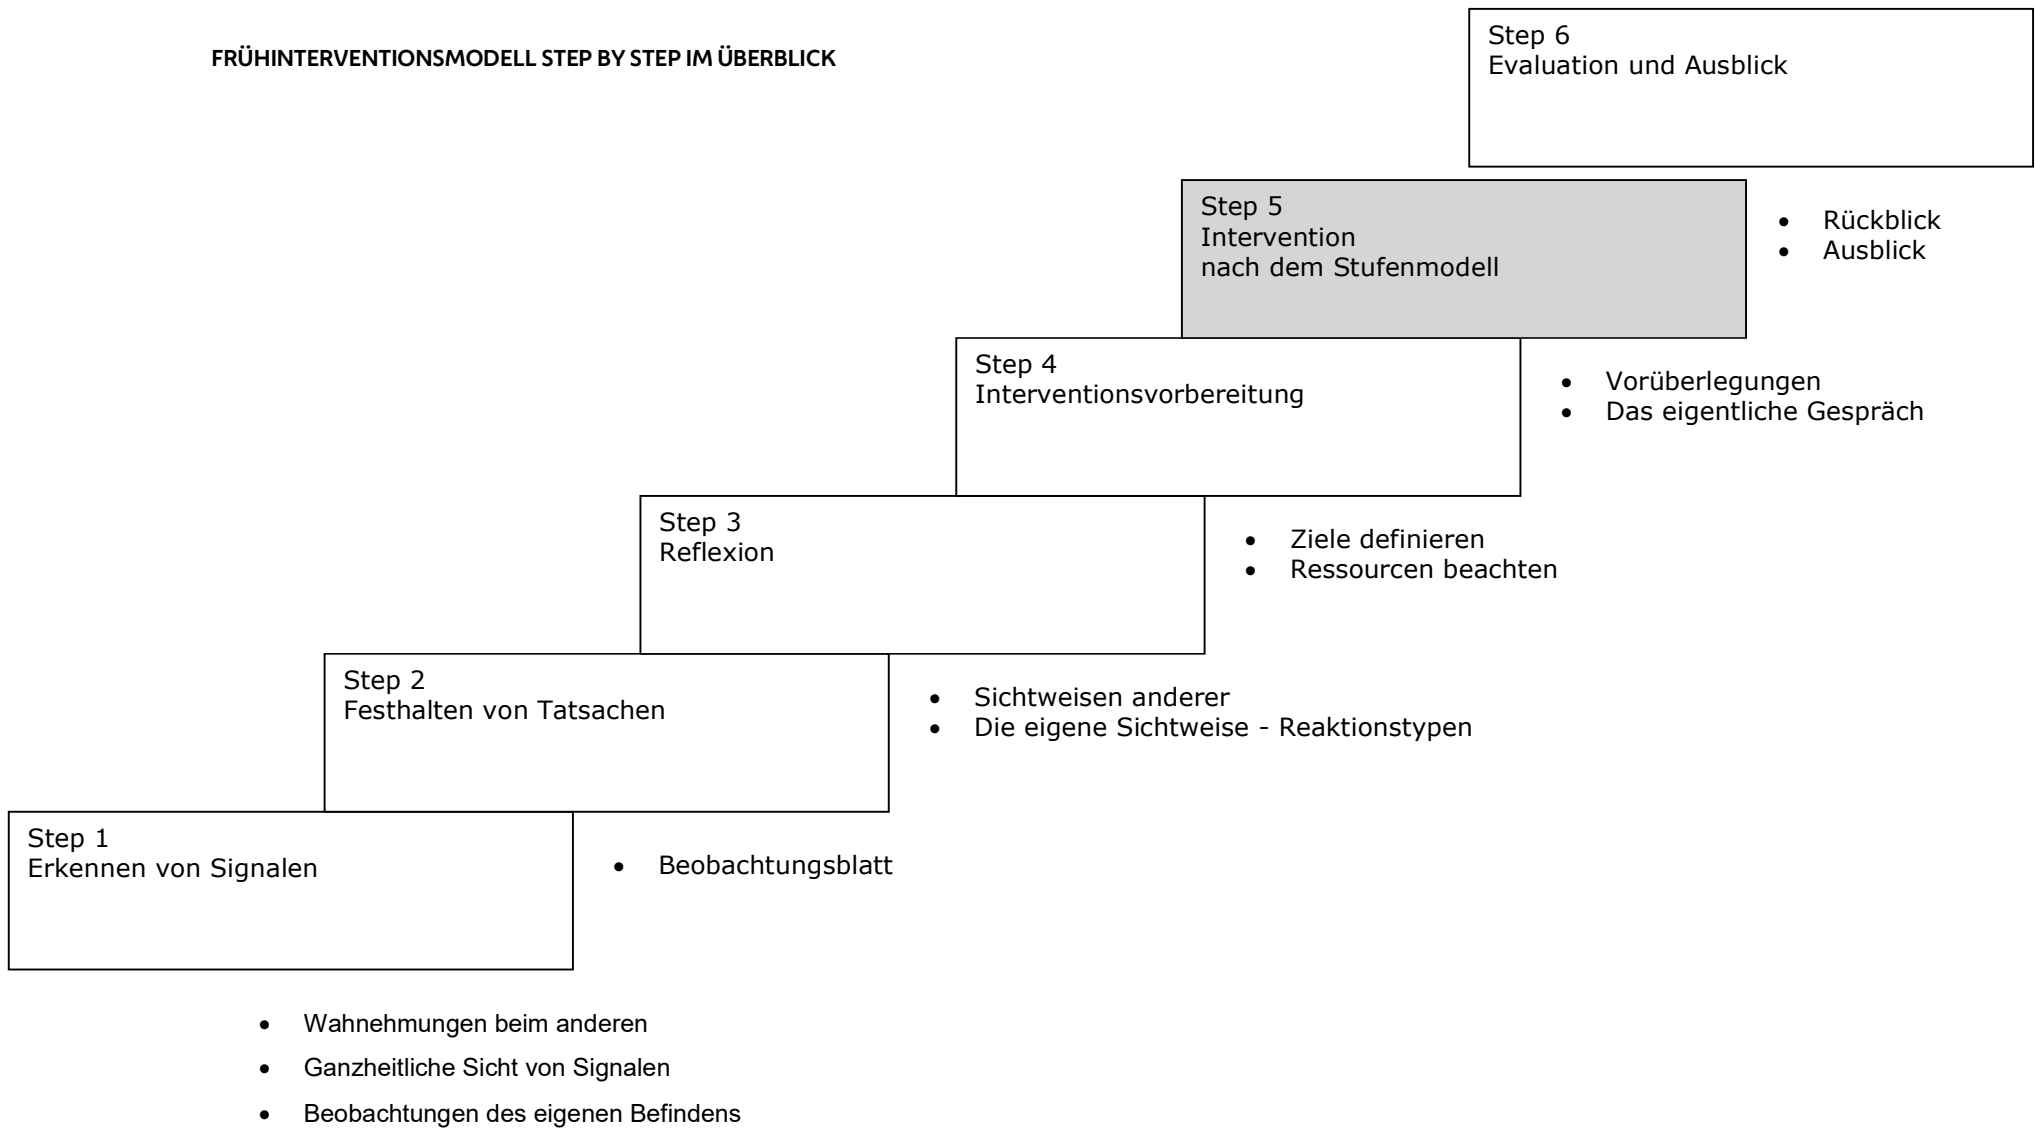 FRÜHINTERVENTIONSMODELL STEP BY STEP IM ÜBERBLICK
Step 6
Evaluation und Ausblick
Step 5
Intervention
nach dem Stufenmodell
• Rückblick
• Ausblick
Step 4
Interventionsvorbereitung
• Vorüberlegungen
• Das eigentliche Gespräch
Step 3
Reflexion
• Ziele definieren
• Ressourcen beachten
Step 2
Festhalten von Tatsachen
• Sichtweisen anderer
• Die eigene Sichtweise - Reaktionstypen
Step 1
Erkennen von Signalen
• Beobachtungsblatt
• Wahnehmungen beim anderen
• Ganzheitliche Sicht von Signalen
• Beobachtungen des eigenen Befindens